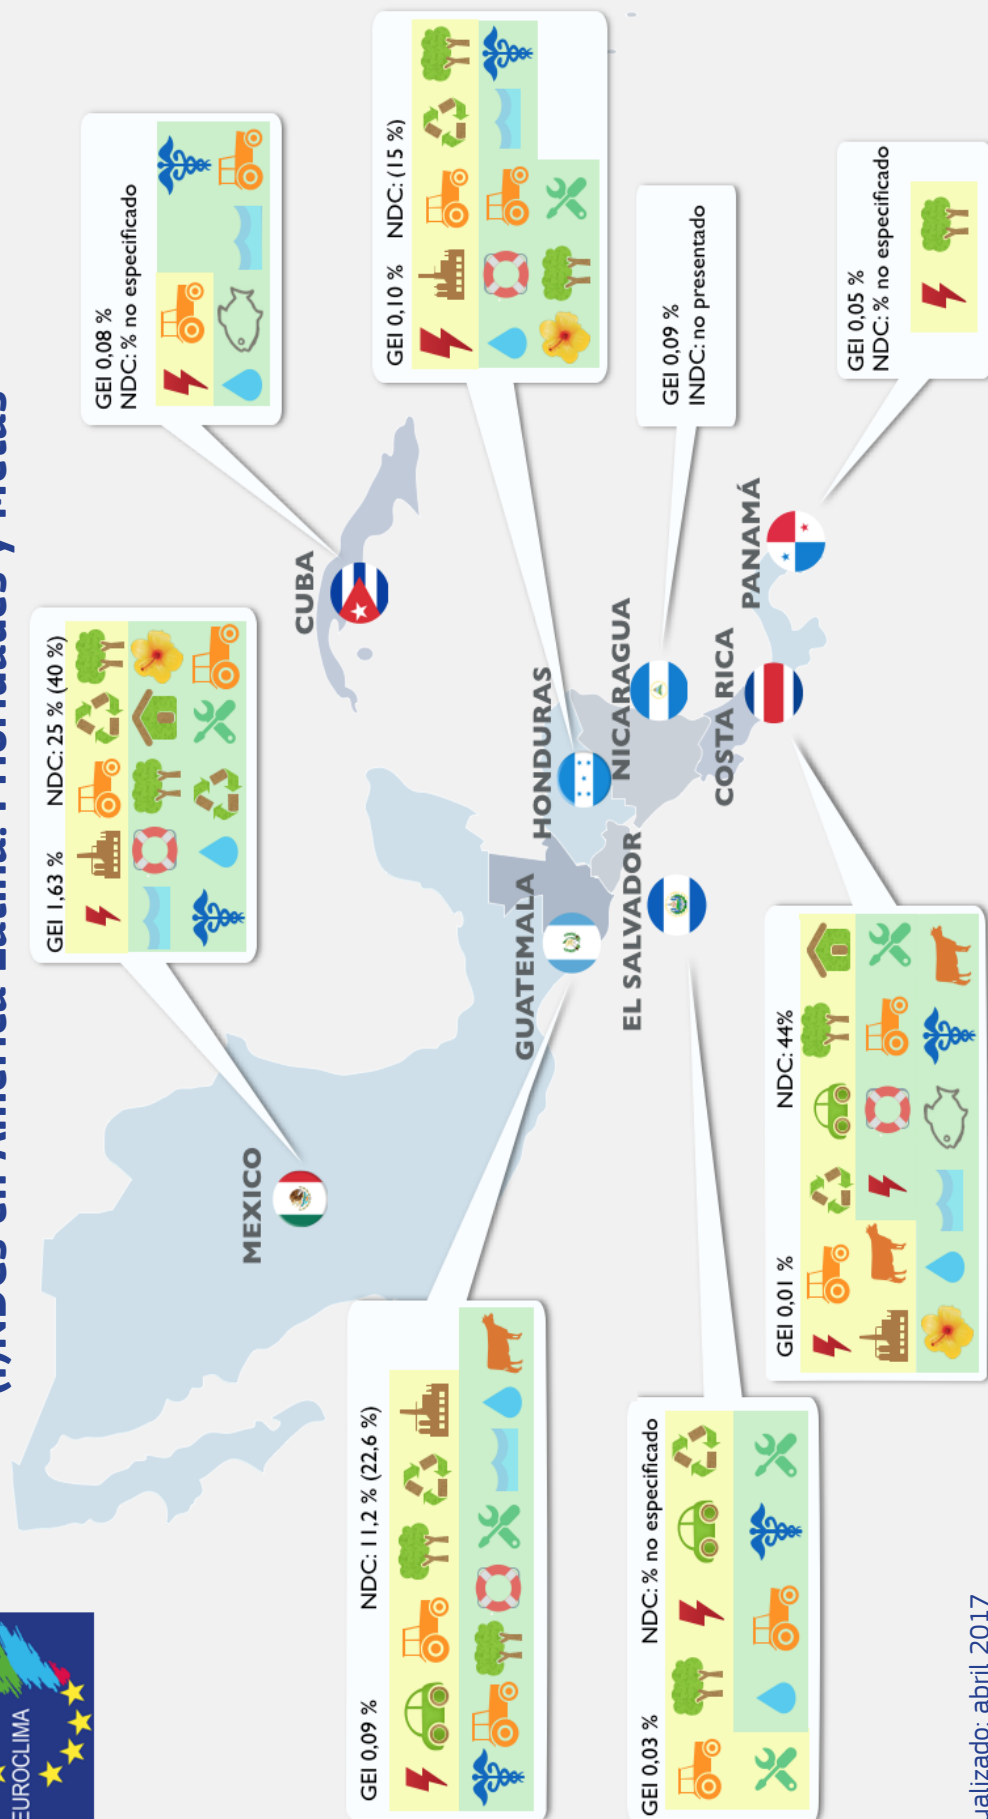 (I)NDCs en América Latina: Prioridades y Metas
EUROCLIMA
GEI 1,63 % NDC: 25 % (40 %)
GEI 0,08 %
NDC: % no especificado
MEXICO
CUBA
GEI 0,09 % NDC: 11,2 % (22,6 %)
GEI 0,10 % NDC: (15 %)
GUATEMALA
HONDURAS
EL SALVADOR
NICARAGUA
GEI 0,09 %
INDC: no presentado
COSTA RICA
PANAMÁ
GEI 0,03 % NDC: % no especificado
GEI 0,01 % NDC: 44%
GEI 0,05 %
NDC: % no especificado
ualizado: abril 2017